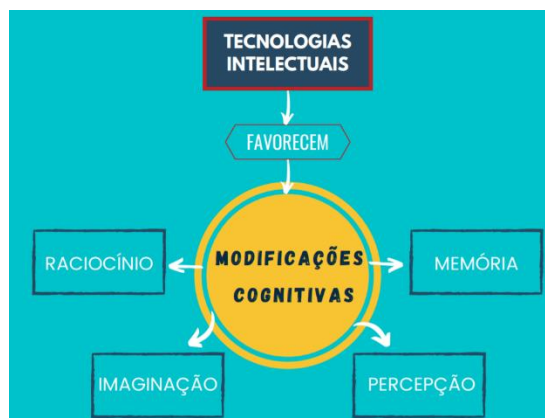 TECNOLOGIAS
INTELECTUAIS
FAVORECEM
MODIFICAÇÕES
COGNITIVAS
RACIOCÍNIO
MEMÓRIA
IMAGINAÇÃO
PERCEPÇÃO